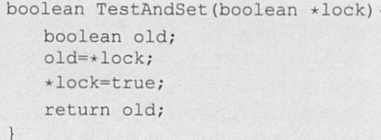 boolean TestAndSet(boolean *lock)
boolean old;
old=*lock;
*lock=true;
return old;
}